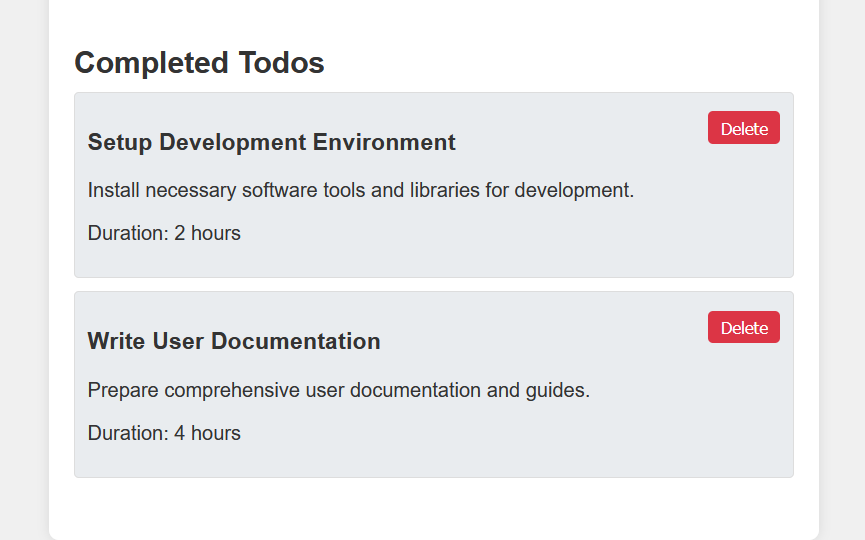 Completed Todos
Setup Development Environment
Delete
Install necessary software tools and libraries for development.
Duration: 2 hours
Write User Documentation
Delete
Prepare comprehensive user documentation and guides.
Duration: 4 hours